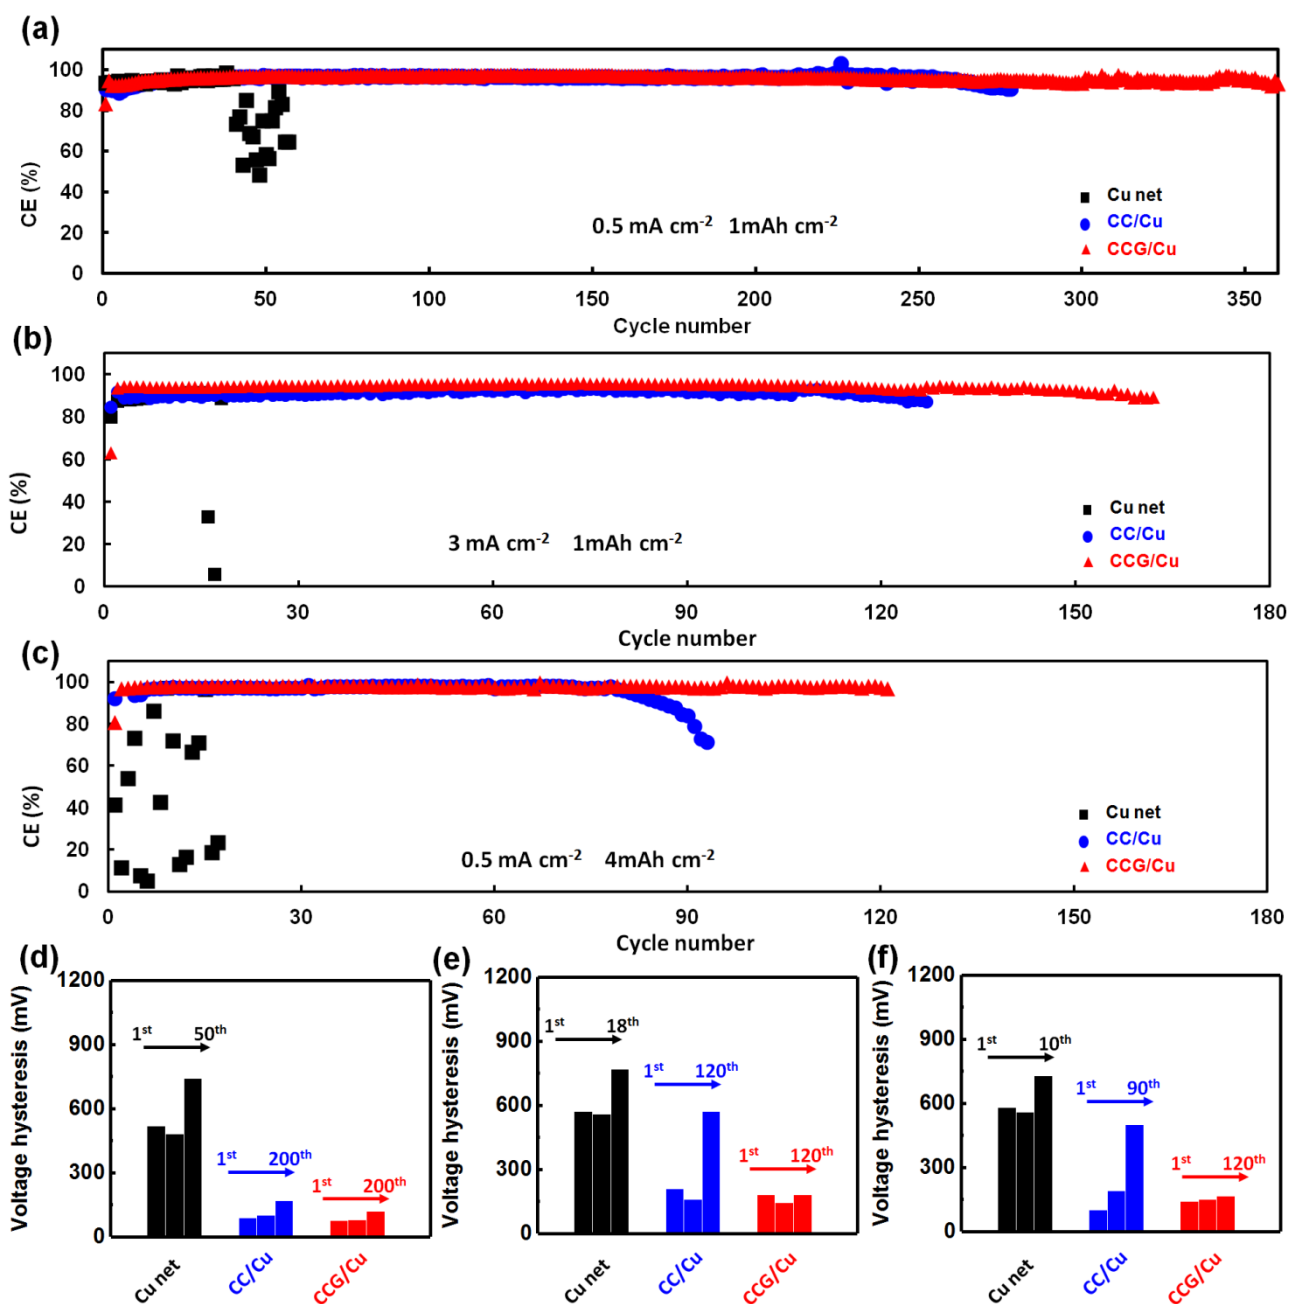 (a)
100
80
60
40
20
0
CE (%)
Cu net
CC/Cu
CCG/Cu
0.5 mA cm⁻² 1mAh cm⁻²
0 50 100 150 200 250 300 350
Cycle number
(b)
100
80
60
40
20
0
CE (%)
Cu net
CC/Cu
CCG/Cu
3 mA cm⁻² 1mAh cm⁻²
0 30 60 90 120 150 180
Cycle number
(c)
100
80
60
40
20
0
CE (%)
Cu net
CC/Cu
CCG/Cu
0.5 mA cm⁻² 4mAh cm⁻²
0 30 60 90 120 150 180
Cycle number
(d)
1200
900
600
300
0
Voltage hysteresis (mV)
1st 50th
1st 200th
1st 200th
Cu net CC/Cu CCG/Cu
(e)
1200
900
600
300
0
Voltage hysteresis (mV)
1st 18th
1st 120th
1st 120th
Cu net CC/Cu CCG/Cu
(f)
1200
900
600
300
0
Voltage hysteresis (mV)
1st 10th
1st 90th
1st 120th
Cu net CC/Cu CCG/Cu